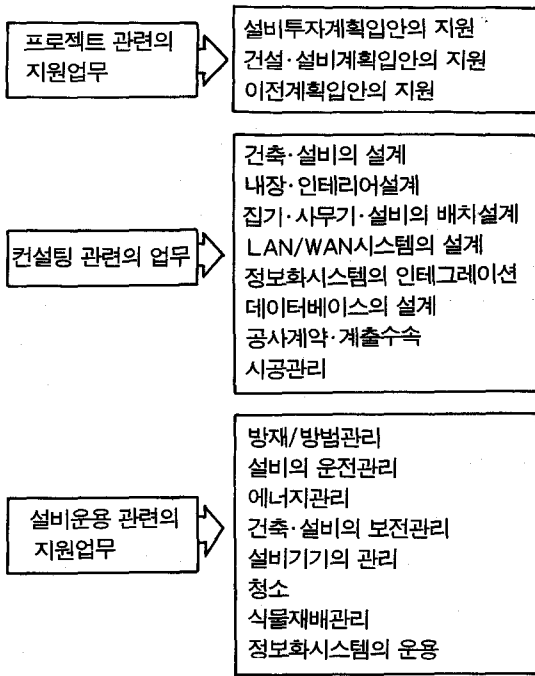 프로젝트 관련의
지원업무
설비투자계획입안의 지원
건설·설비계획입안의 지원
이전계획입안의 지원
컨설팅 관련의 업무
건축·설비의 설계
내장·인테리어설계
집기·사무기·설비의 배치설계
LAN/WAN시스템의 설계
정보화시스템의 인테그레이션
데이터베이스의 설계
공사계약·계출수속
시공관리
설비운용 관련의
지원업무
방재/방범관리
설비의 운전관리
에너지관리
건축·설비의 보전관리
설비기기의 관리
청소
식물재배관리
정보화시스템의 운용